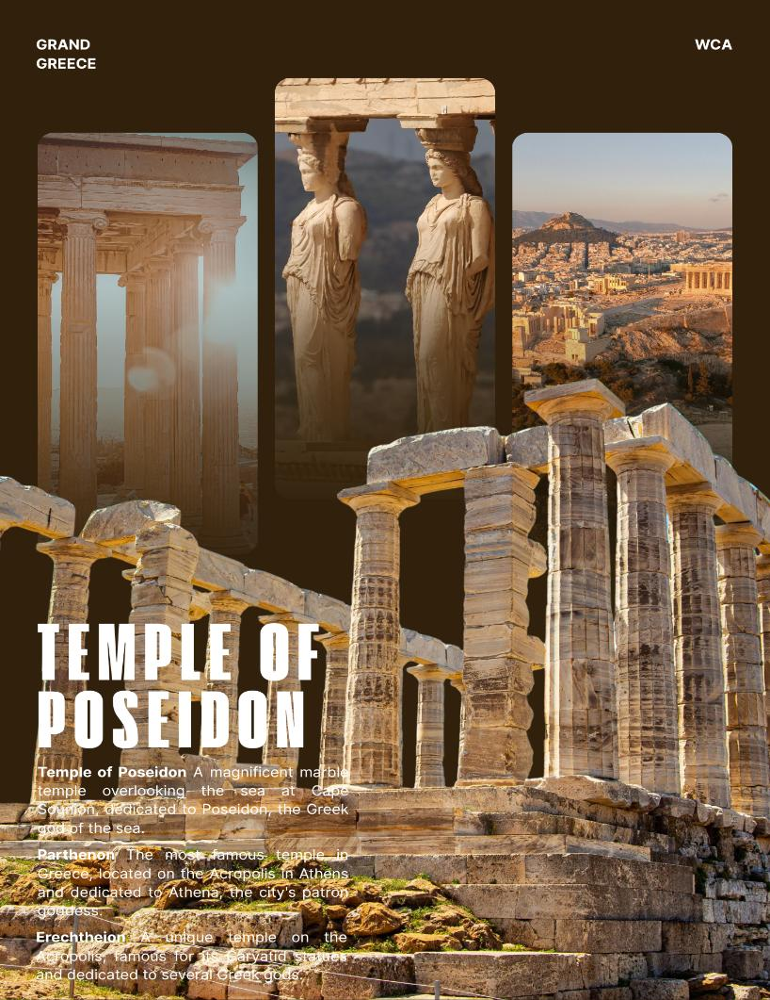 GRAND
GREECE
WCA
TEMPLE OF
POSEIDON
Temple of Poseidon A magnificent marble
temple overlooking the sea at Cape
Sounion, dedicated to Poseidon, the Greek
god of the sea.
Parthenon The most famous temple in
Greece, located on the Acropolis in Athens
and dedicated to Athena, the city's patron
goddess.
Erechtheion A unique temple on the
Acropolis, famous for its Caryatid statues
and dedicated to several Greek gods.